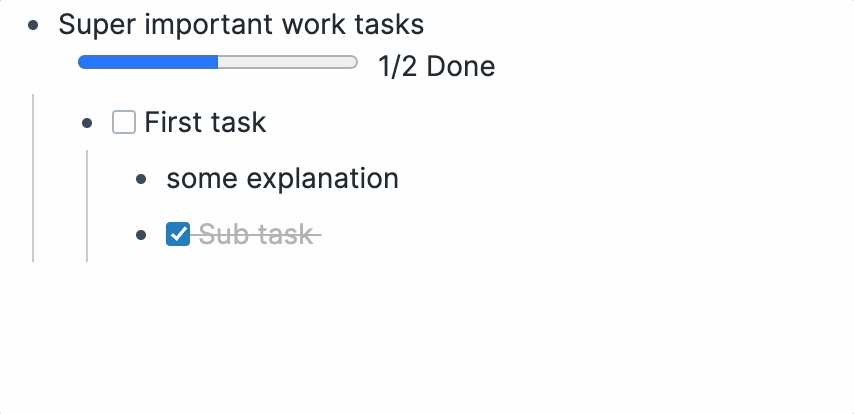 Super important work tasks
1/2 Done
First task
some explanation
Sub task